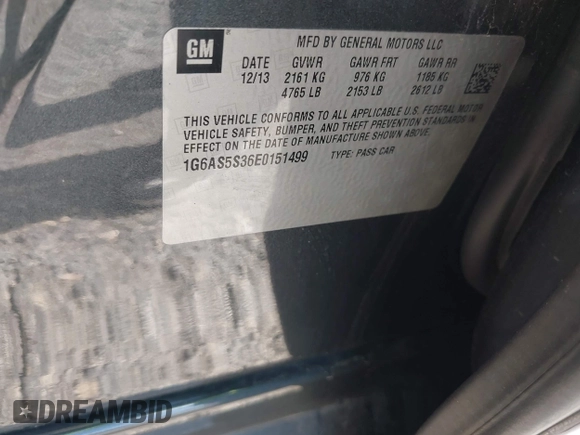 GM
MFD BY GENERAL MOTORS LLC
DATE GVWR GAWR FRT GAWR RR
12/13 2161 KG 976 KG 1185 KG
4765 LB 2153 LB 2612 LB
THIS VEHICLE CONFORMS TO ALL APPLICABLE U.S. FEDERAL MOTOR
VEHICLE SAFETY, BUMPER, AND THEFT PREVENTION STANDARDS IN
EFFECT ON THE DATE OF MANUFACTURE SHOWN ABOVE.
1G6AS5S36E0151499 TYPE: PASS CAR
DREAMBID